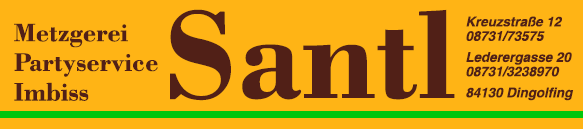 Metzgerei
Partyservice
Imbiss
Santl
Kreuzstraße 12
08731/73575
Lederergasse 20
08731/3238970
84130 Dingolfing